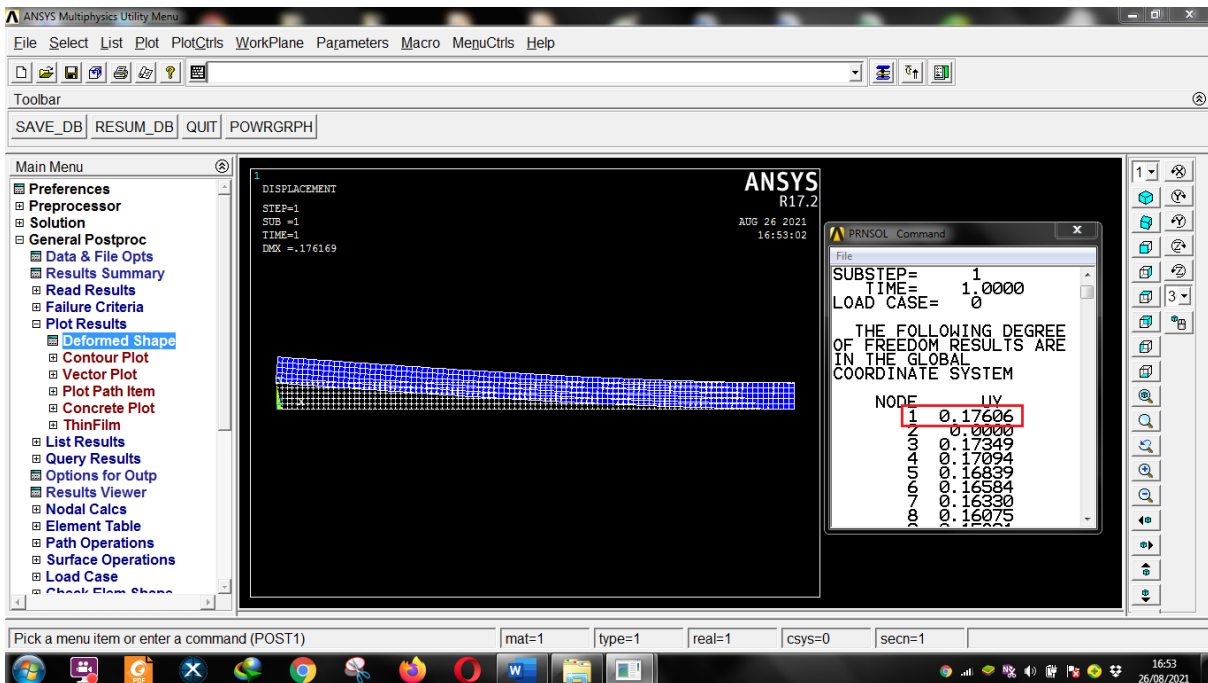 ANSYS Multiphysics Utility Menu
File Select List Plot PlotCtrls WorkPlane Parameters Macro MenuCtrls Help
Toolbar
SAVE_DB RESUM_DB QUIT POWRGRPH
Main Menu
Preferences
Preprocessor
Solution
General Postproc
Data & File Opts
Results Summary
Read Results
Failure Criteria
Plot Results
Deformed Shape
Contour Plot
Vector Plot
Plot Path Item
Concrete Plot
ThinFilm
List Results
Query Results
Options for Outp
Results Viewer
Nodal Calcs
Element Table
Path Operations
Surface Operations
Load Case
Check Elem Shape
1
DISPLACEMENT
STEP=1
SUB =1
TIME=1
DMX =.176169
ANSYS
R17.2
AUG 26 2021
16:53:02
X
PRNSOL Command
File
SUBSTEP= 1
TIME= 1.0000
LOAD CASE= 0
THE FOLLOWING DEGREE
OF FREEDOM RESULTS ARE
IN THE GLOBAL
COORDINATE SYSTEM
NODE UY
1 0.17606
2 0.0000
3 0.17349
4 0.17094
5 0.16839
6 0.16584
7 0.16330
8 0.16075
1
3
Pick a menu item or enter a command (POST1) mat=1 type=1 real=1 csys=0 secn=1
16:53
26/08/2021